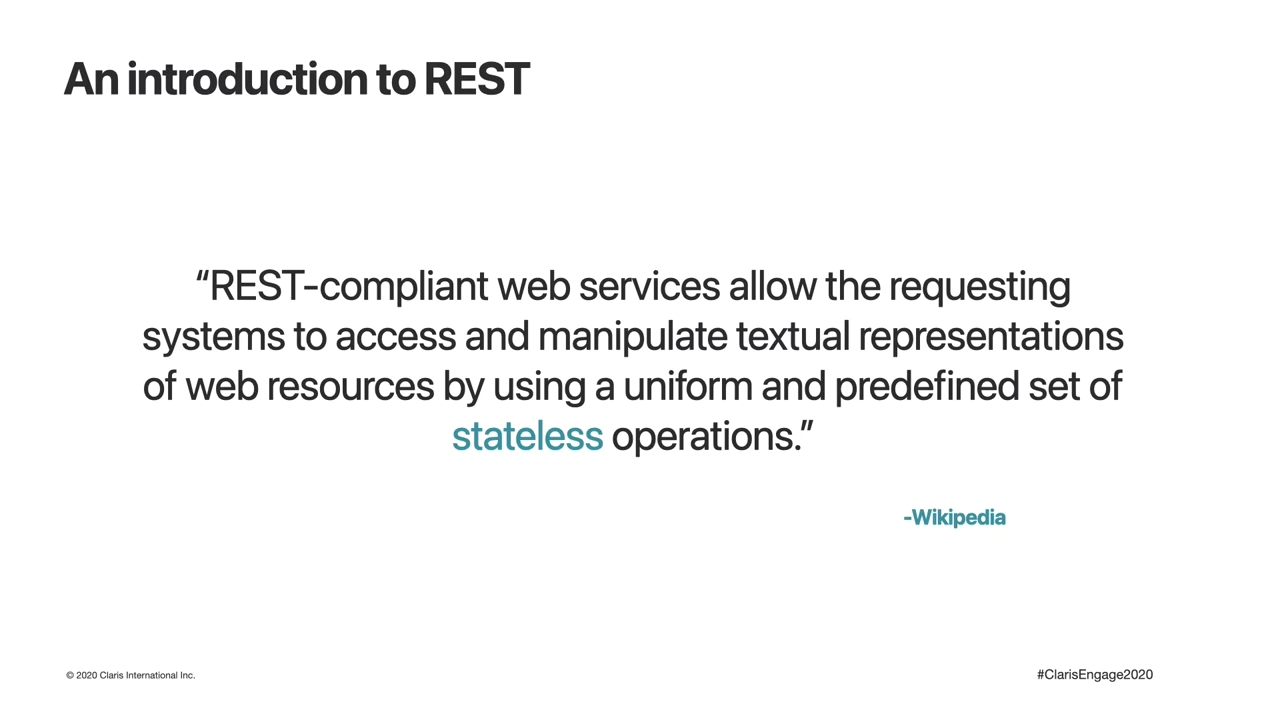 An introduction to REST
“REST-compliant web services allow the requesting
systems to access and manipulate textual representations
of web resources by using a uniform and predefined set of
stateless operations.”
-Wikipedia
© 2020 Claris International Inc.
#ClarisEngage2020